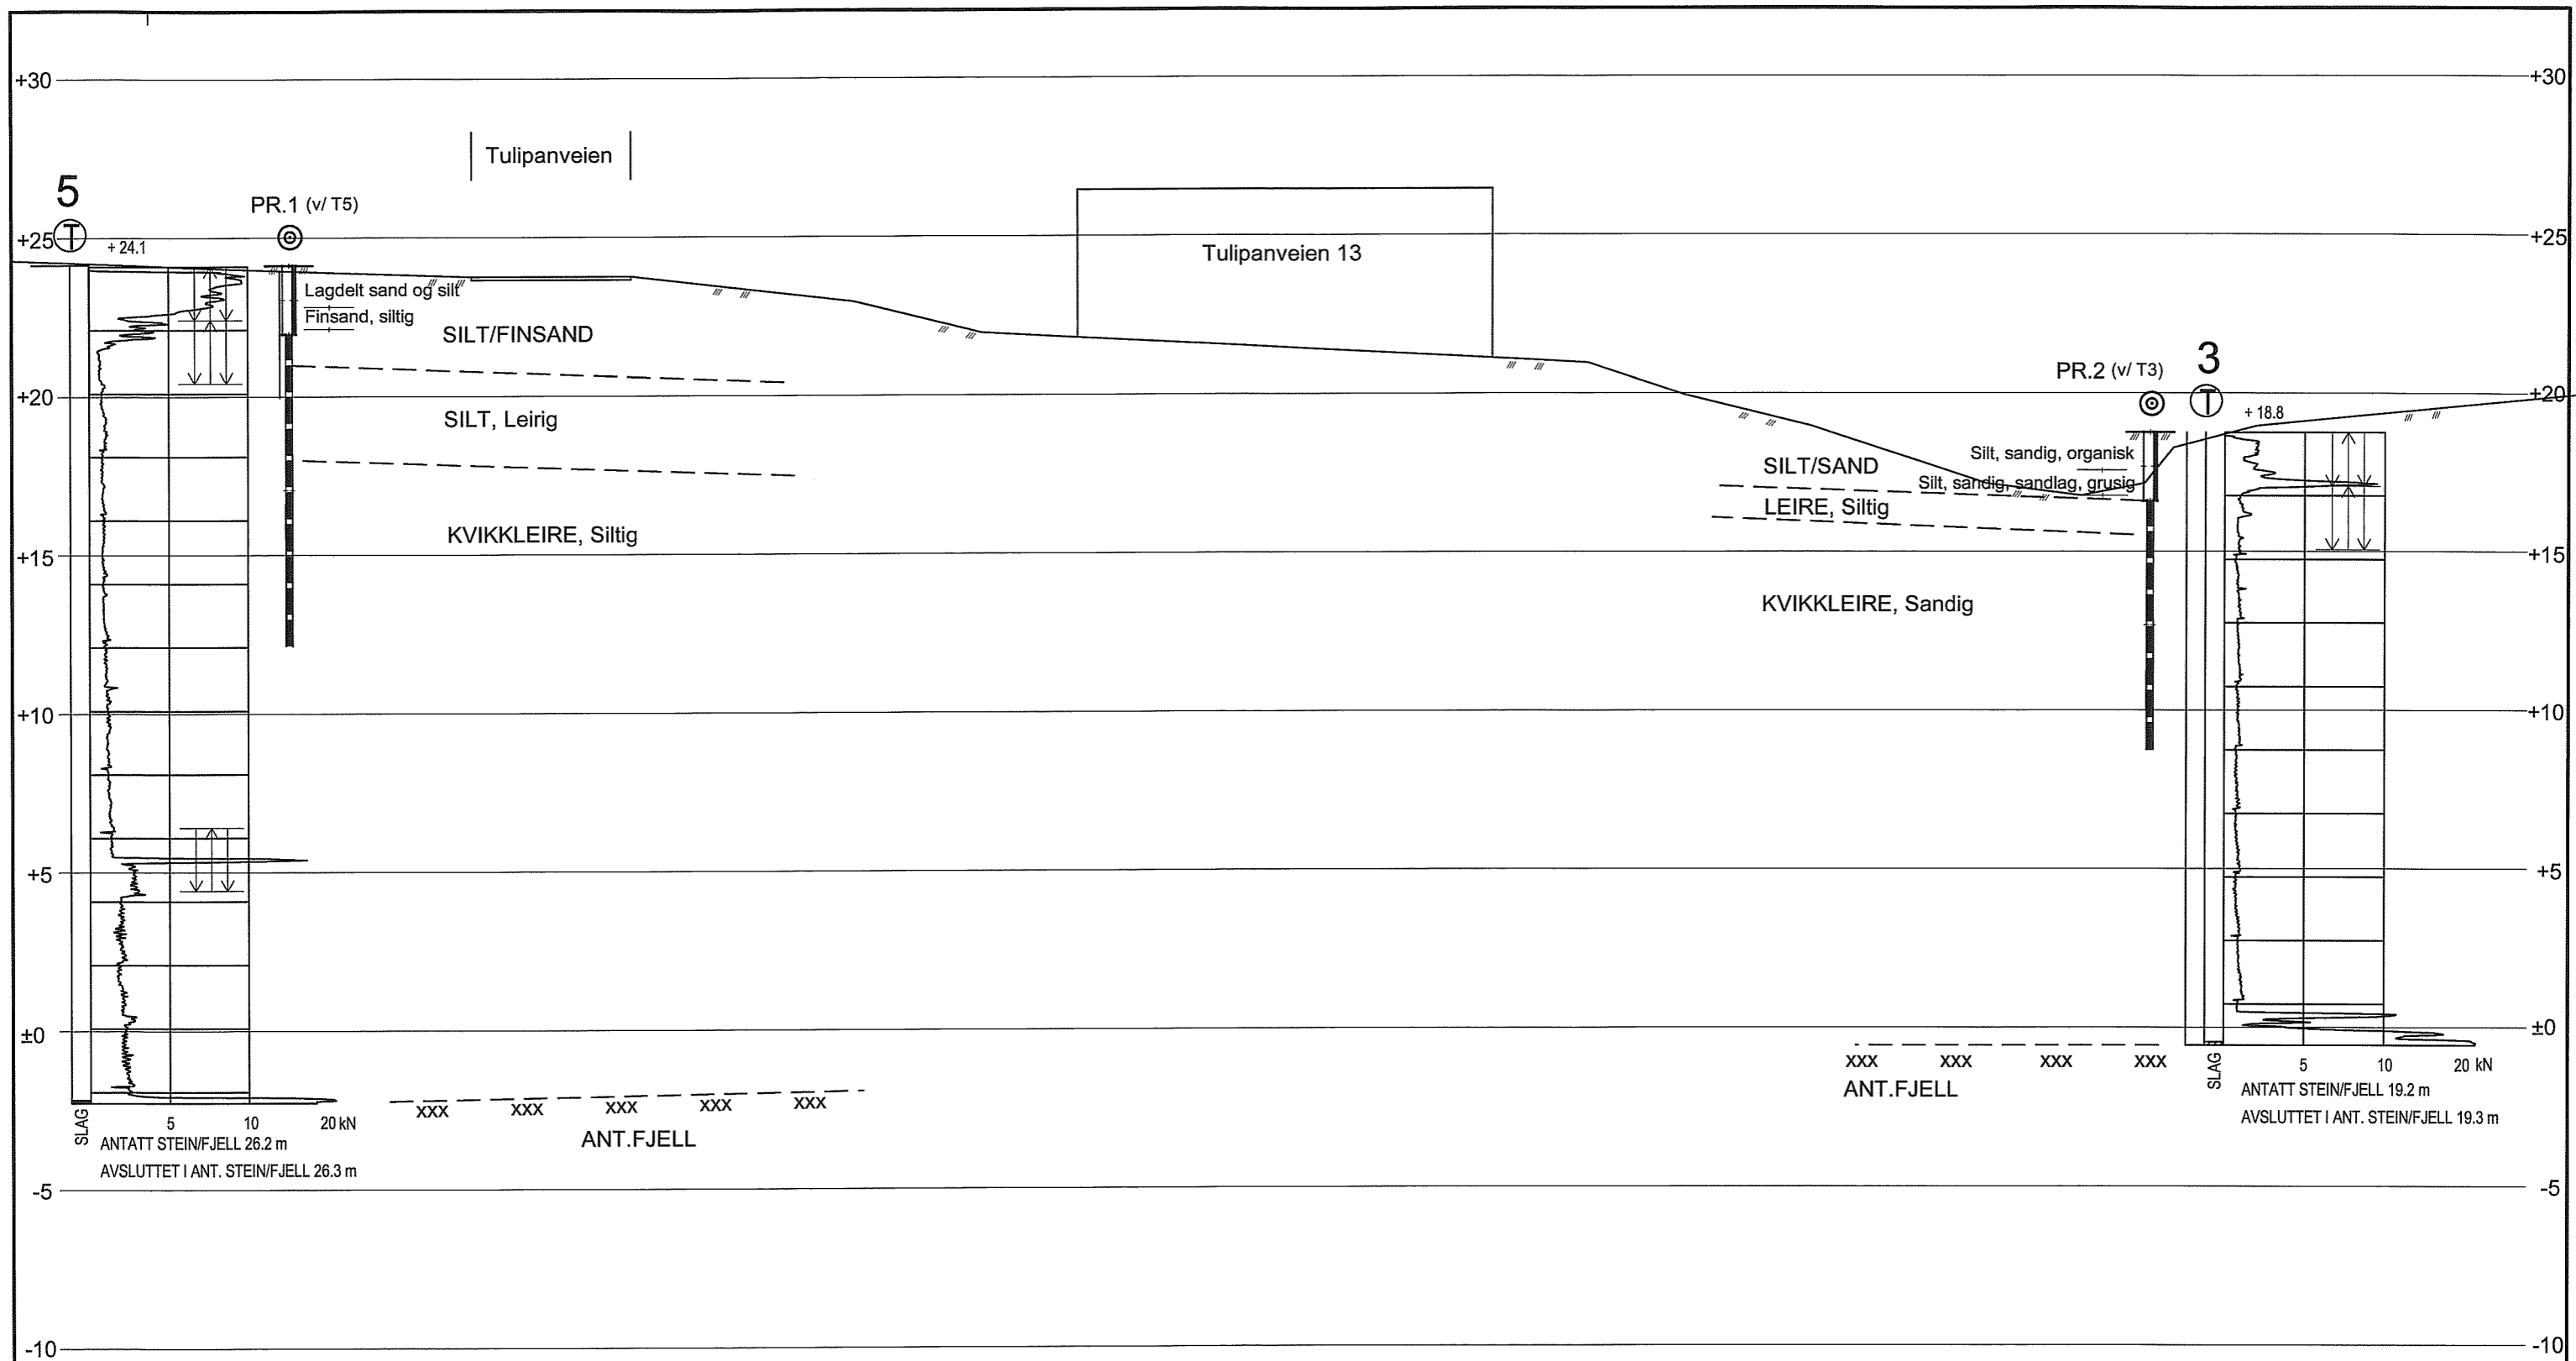 +30
+30
Tulipanveien
5
PR.1 (v/ T5)
+25
T
+ 24.1
+25
Tulipanveien 13
Lagdelt sand og silt
Finsand, siltig
SILT/FINSAND
3
PR.2 (v/ T3)
+20
T
+ 18.8
+20
SILT, Leirig
Silt, sandig, organisk
SILT/SAND
Silt, sandig, sandlag, grusig
LEIRE, Siltig
KVIKKLEIRE, Siltig
+15
+15
KVIKKLEIRE, Sandig
+10
+10
+5
+5
±0
±0
xxx xxx xxx xxx
ANT.FJELL
SLAG
5 10 20 kN
ANTATT STEIN/FJELL 19.2 m
AVSLUTTET I ANT. STEIN/FJELL 19.3 m
xxx xxx xxx xxx xxx
ANT.FJELL
SLAG
5 10 20 kN
ANTATT STEIN/FJELL 26.2 m
AVSLUTTET I ANT. STEIN/FJELL 26.3 m
-5
-5
-10
-10